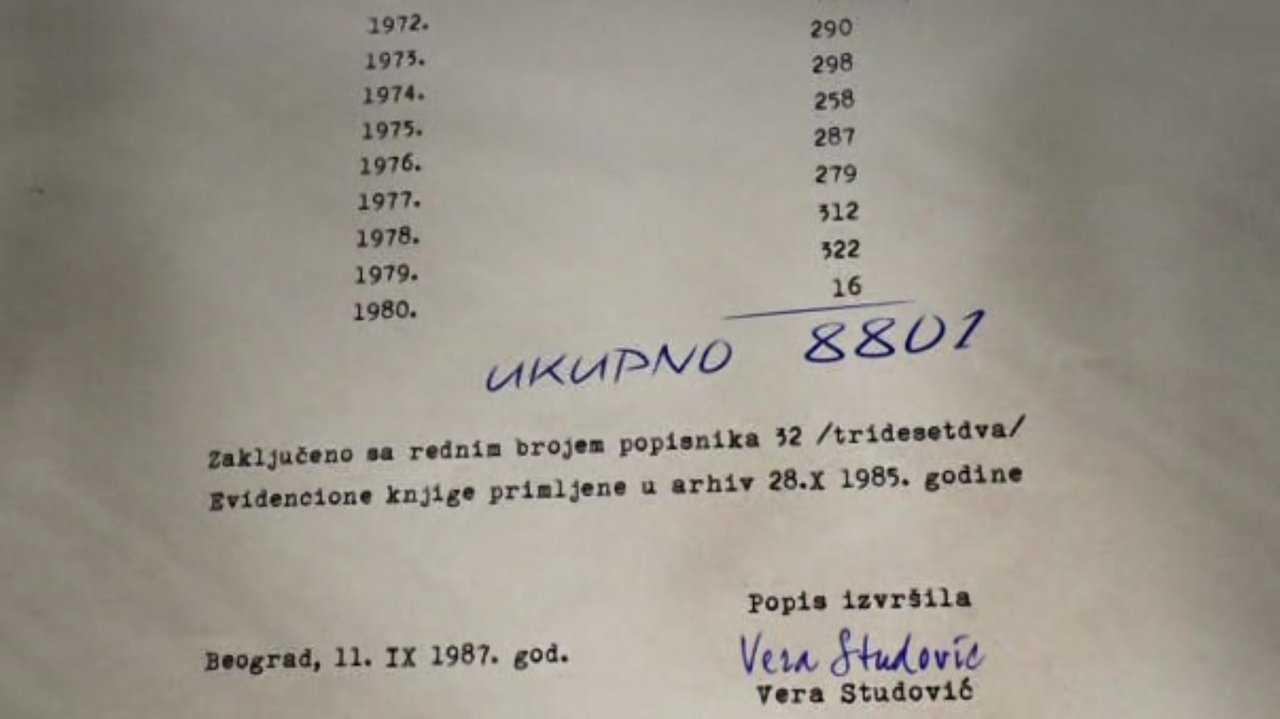 1972.
1973. 290
1974. 298
1975. 258
1976. 287
1977. 279
1978. 312
1979. 322
1980. 16
UKUPNO 8801
Zaključeno sa rednim brojem popisnika 32 /tridesetdva/
Evidencione knjige primljene u arhiv 28.X 1985. godine
Popis izvršila
Vera Studović
Beograd, 11. IX 1987. god.
Vera Studović